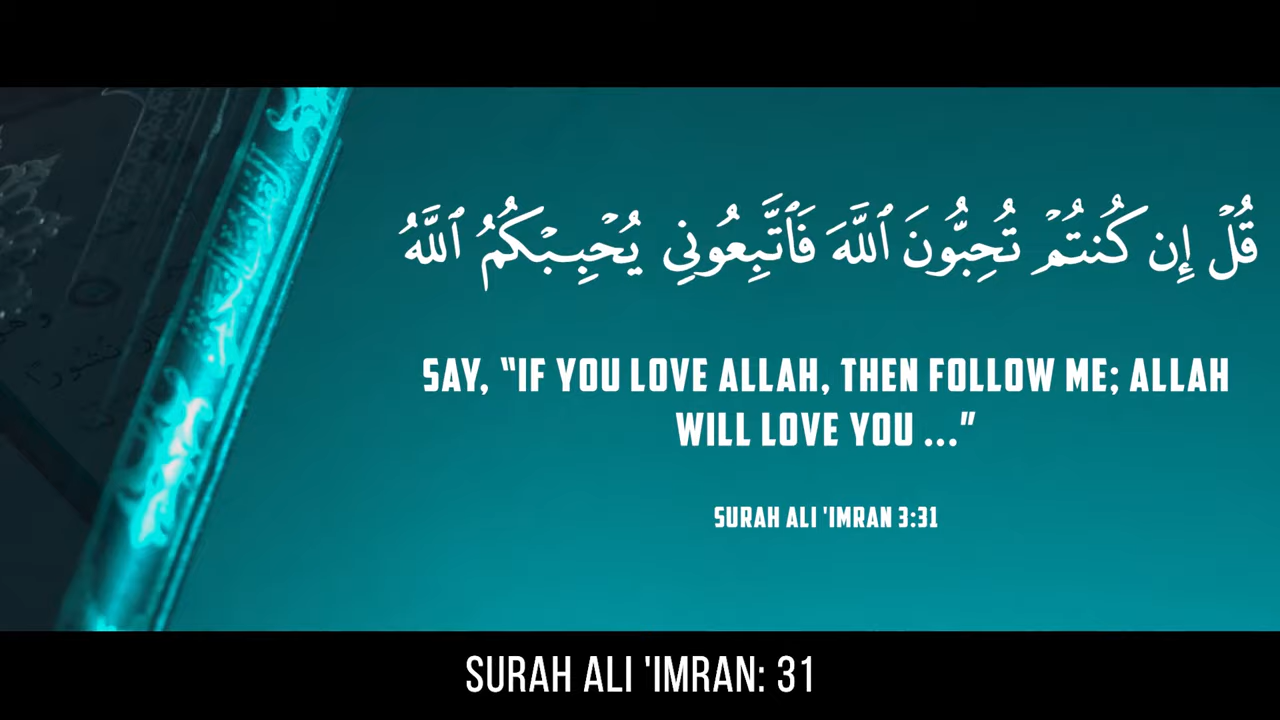 قُلْ إِن كُنتُمْ تُحِبُّونَ ٱللَّهَ فَٱتَّبِعُونِي يُحْبِبْكُمُ ٱللَّهُ
SAY, “IF YOU LOVE ALLAH, THEN FOLLOW ME; ALLAH
WILL LOVE YOU ...”
SURAH ALI 'IMRAN 3:31
SURAH ALI 'IMRAN: 31